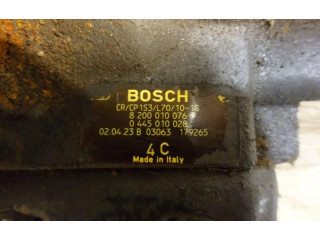 BOSCH
CR/CP1S3/L70/10-1S
8 200 010 076
0 445 010 028
02.04.23 B 03063 179265
4 C
Made in Italy